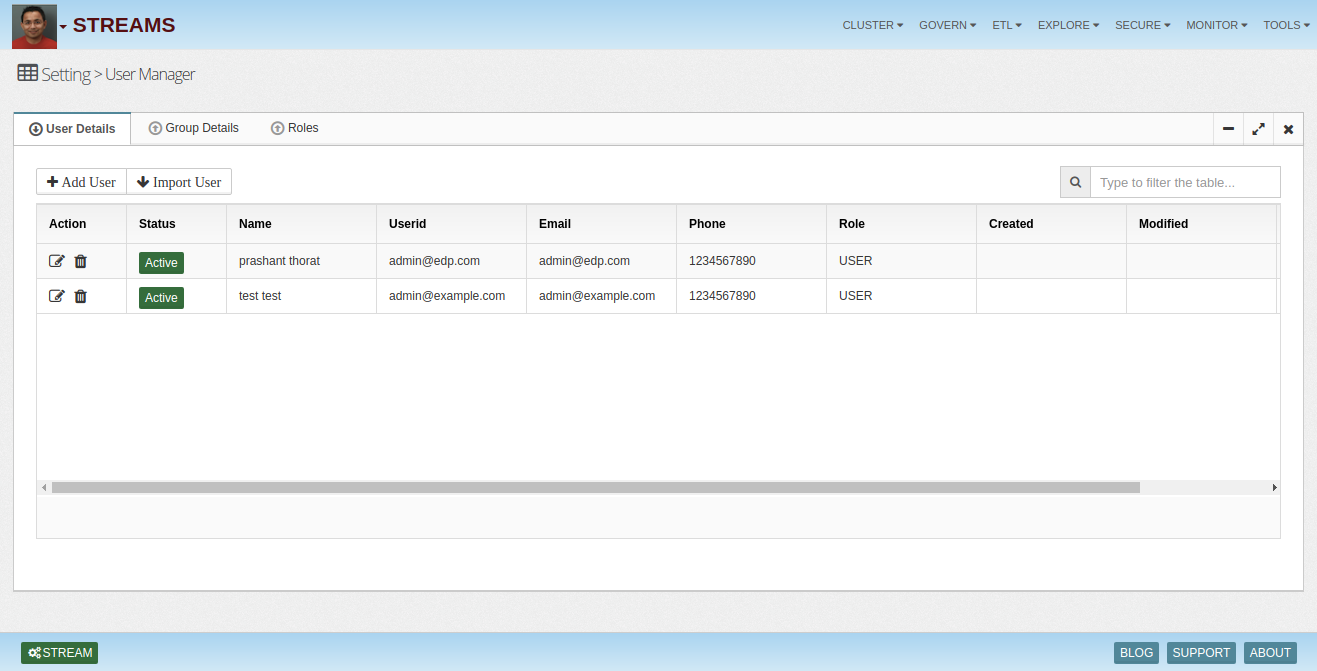 STREAMS CLUSTER GOVERN ETL EXPLORE SECURE MONITOR TOOLS
Setting > User Manager
User Details Group Details Roles
Add User Import User Type to filter the table...
Action Status Name Userid Email Phone Role Created Modified
Active prashant thorat admin@edp.com admin@edp.com 1234567890 USER
Active test test admin@example.com admin@example.com 1234567890 USER
STREAM BLOG SUPPORT ABOUT